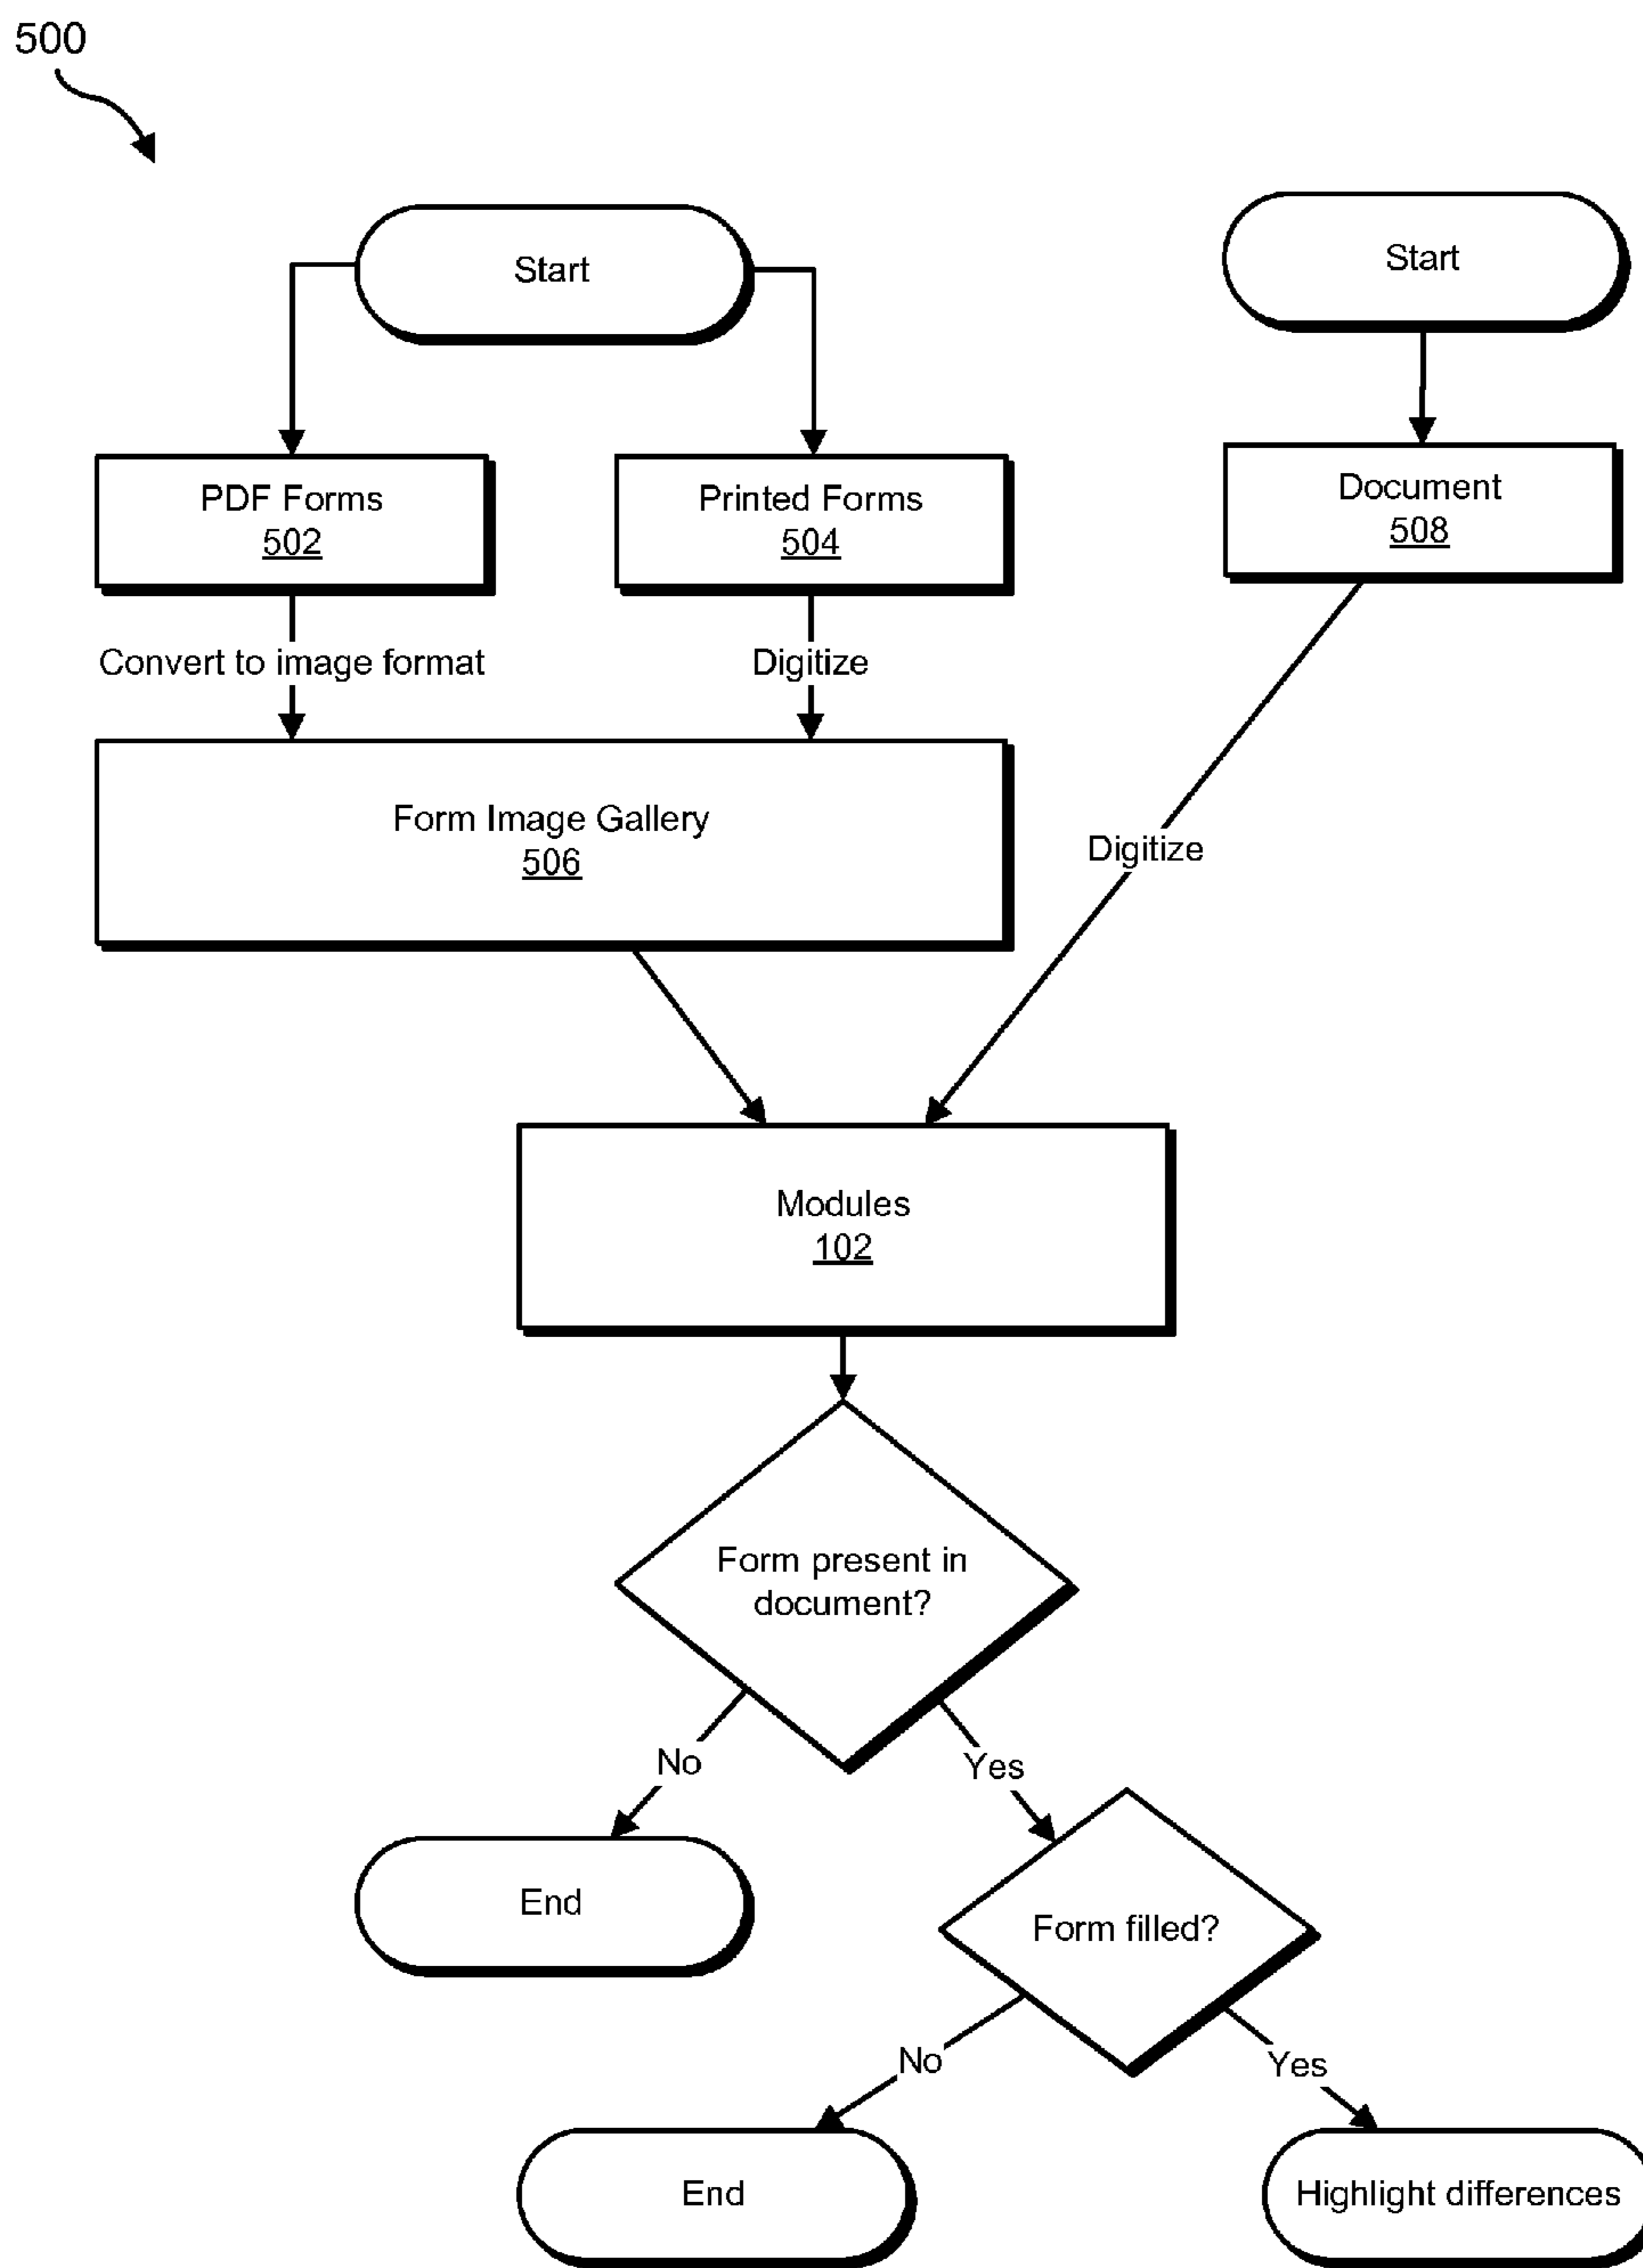 500
Start
Start
PDF Forms
502
Printed Forms
504
Document
508
Convert to image format
Digitize
Form Image Gallery
506
Digitize
Modules
102
Form present in
document?
No
Yes
End
Form filled?
No
Yes
End
Highlight differences